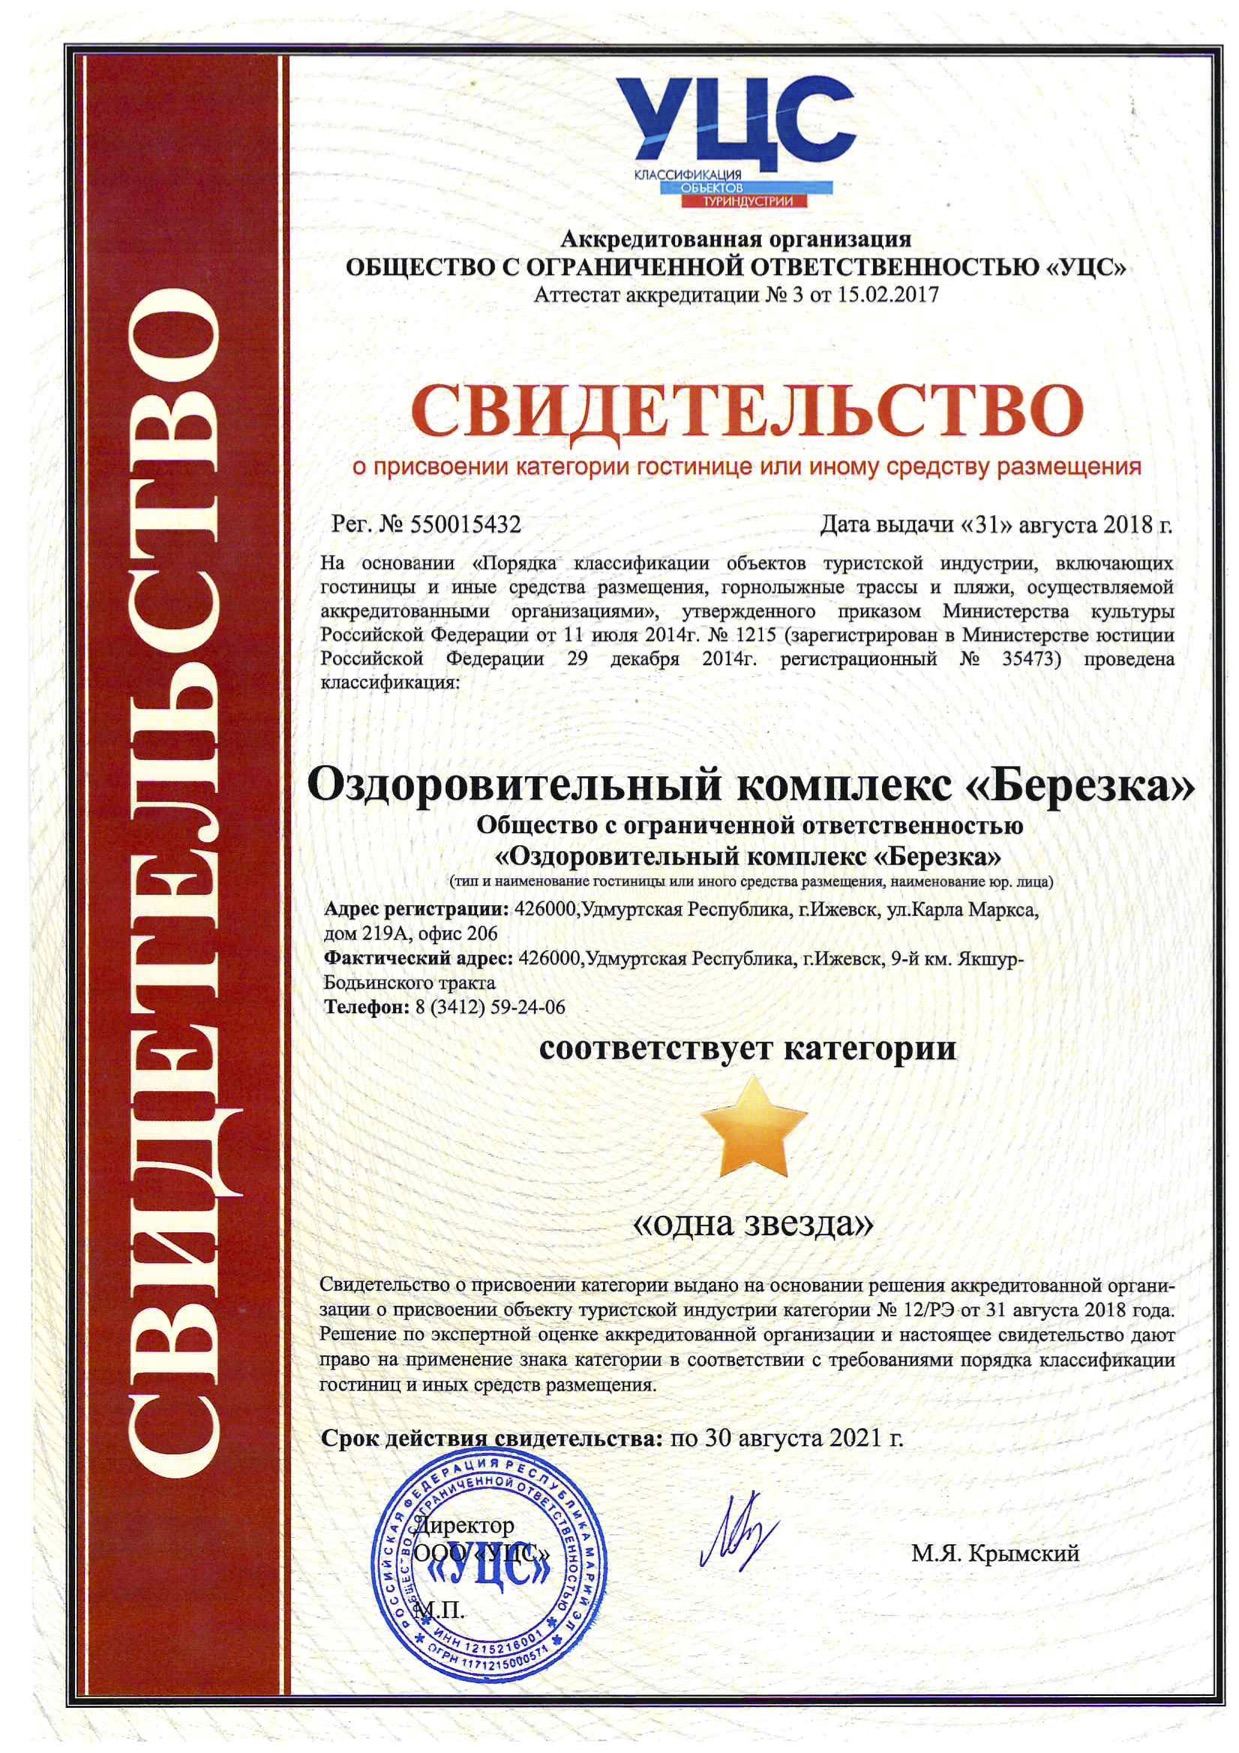 СВИДЕТЕЛЬСТВО
УЦС
КЛАССИФИКАЦИЯ
ОБЪЕКТОВ
ТУРИНДУСТРИИ
Аккредитованная организация
ОБЩЕСТВО С ОГРАНИЧЕННОЙ ОТВЕТСТВЕННОСТЬЮ «УЦС»
Аттестат аккредитации № 3 от 15.02.2017
СВИДЕТЕЛЬСТВО
о присвоении категории гостинице или иному средству размещения
Рег. № 550015432 Дата выдачи «31» августа 2018 г.
На основании «Порядка классификации объектов туристской индустрии, включающих
гостиницы и иные средства размещения, горнолыжные трассы и пляжи, осуществляемой
аккредитованными организациями», утвержденного приказом Министерства культуры
Российской Федерации от 11 июля 2014г. № 1215 (зарегистрирован в Министерстве юстиции
Российской Федерации 29 декабря 2014г. регистрационный № 35473) проведена
классификация:
Оздоровительный комплекс «Березка»
Общество с ограниченной ответственностью
«Оздоровительный комплекс «Березка»
(тип и наименование гостиницы или иного средства размещения, наименование юр. лица)
Адрес регистрации: 426000,Удмуртская Республика, г.Ижевск, ул.Карла Маркса,
дом 219А, офис 206
Фактический адрес: 426000,Удмуртская Республика, г.Ижевск, 9-й км. Якшур-
Бодьинского тракта
Телефон: 8 (3412) 59-24-06
соответствует категории
«одна звезда»
Свидетельство о присвоении категории выдано на основании решения аккредитованной органи-
зации о присвоении объекту туристской индустрии категории № 12/РЭ от 31 августа 2018 года.
Решение по экспертной оценке аккредитованной организации и настоящее свидетельство дают
право на применение знака категории в соответствии с требованиями порядка классификации
гостиниц и иных средств размещения.
Срок действия свидетельства: по 30 августа 2021 г.
Директор
ООО «УЦС»
М.Я. Крымский
М.П.
РОССИЙСКАЯ ФЕДЕРАЦИЯ РЕСПУБЛИКА МАРИЙ ЭЛ
ОБЩЕСТВО С ОГРАНИЧЕННОЙ ОТВЕТСТВЕННОСТЬЮ
«УЦС»
ИНН 1215216001
ОГРН 1171215000571